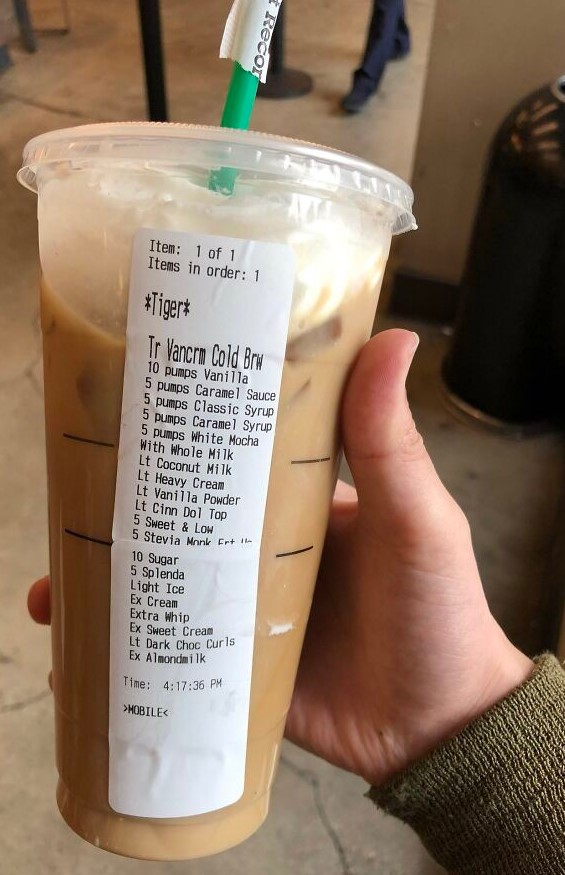 t Recor
Item: 1 of 1
Items in order: 1
*Tiger*
Tr Vancrm Cold Brw
10 pumps Vanilla
5 pumps Caramel Sauce
5 pumps Classic Syrup
5 pumps Caramel Syrup
5 pumps White Mocha
With Whole Milk
Lt Coconut Milk
Lt Heavy Cream
Lt Vanilla Powder
Lt Cinn Dol Top
5 Sweet & Low
5 Stevia Monk
10 Sugar
5 Splenda
Light Ice
Ex Cream
Extra Whip
Ex Sweet Cream
Lt Dark Choc Curls
Ex Almondmilk
Time: 4:17:36 PM
>MOBILE<